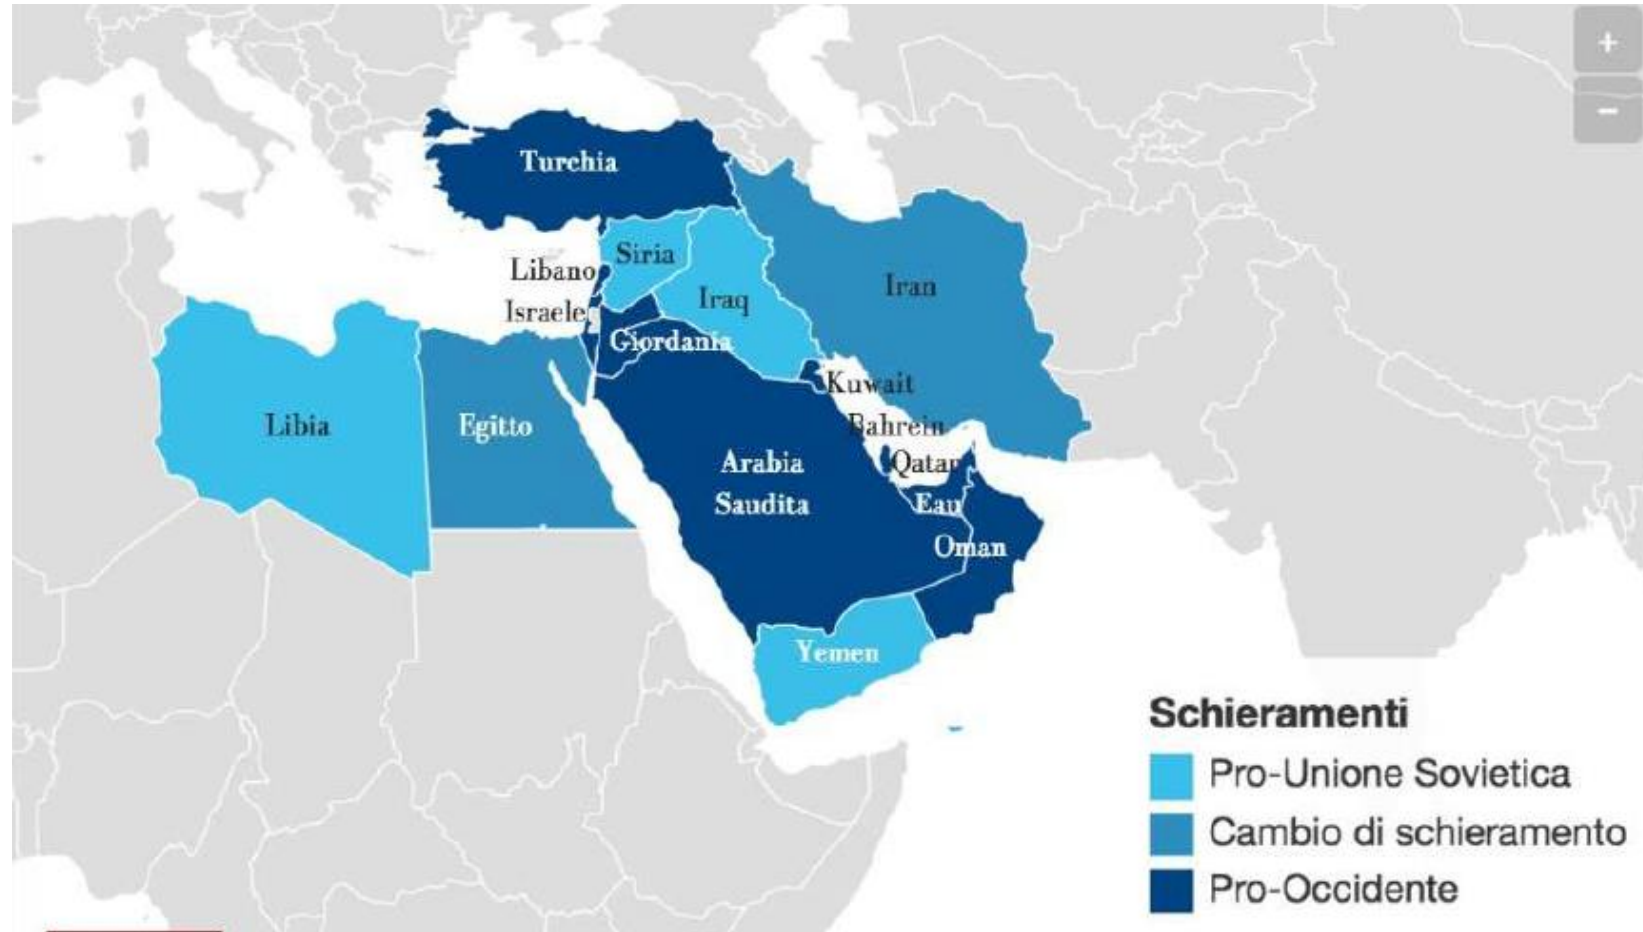 +
−
Turchia
Siria
Libano
Iraq
Iran
Israele
Giordania
Kuwait
Libia
Egitto
Bahrein
Arabia
Saudita
Qatar
Eau
Oman
Yemen
Schieramenti
Pro-Unione Sovietica
Cambio di schieramento
Pro-Occidente